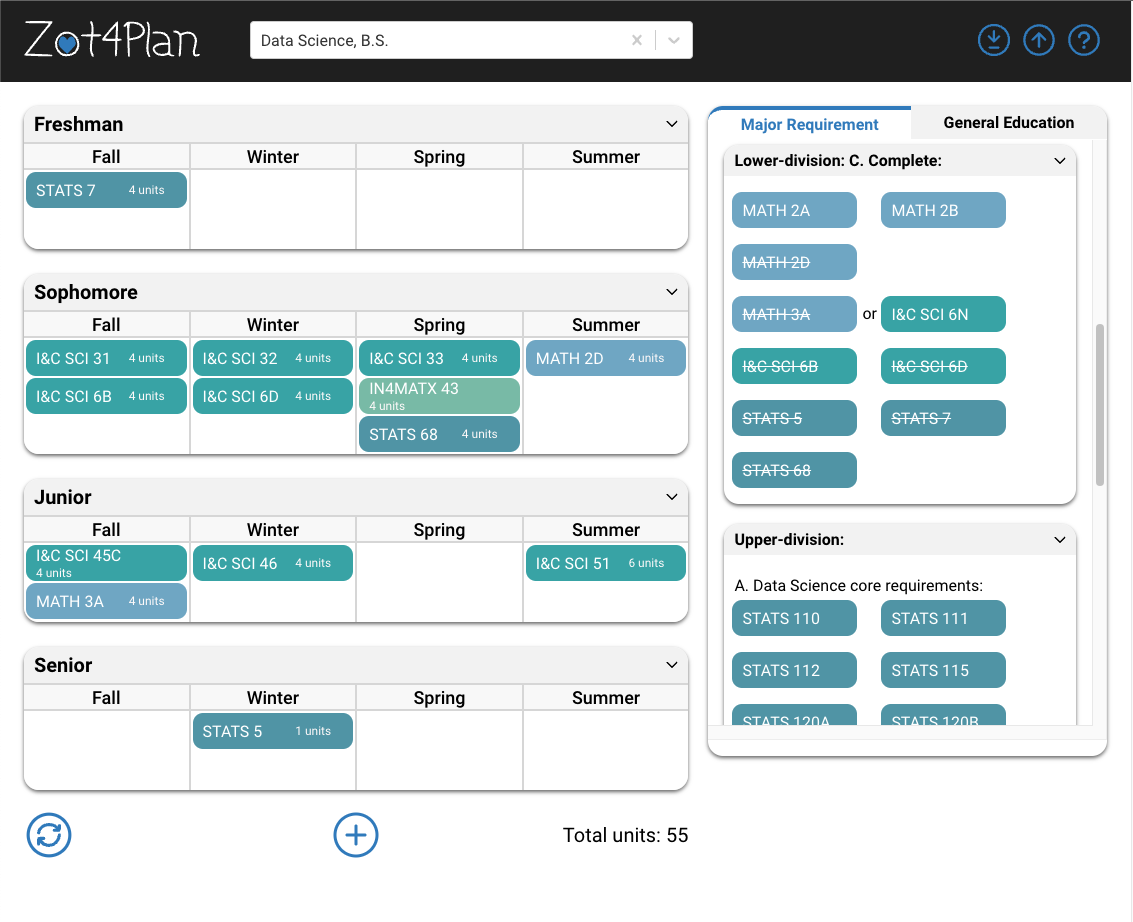 Zot4Plan
Data Science, B.S.
Freshman
Fall Winter Spring Summer
STATS 7 4 units
Sophomore
Fall Winter Spring Summer
I&C SCI 31 4 units I&C SCI 32 4 units I&C SCI 33 4 units MATH 2D 4 units
I&C SCI 6B 4 units I&C SCI 6D 4 units IN4MATX 43 4 units
STATS 68 4 units
Junior
Fall Winter Spring Summer
I&C SCI 45C 4 units I&C SCI 46 4 units I&C SCI 51 6 units
MATH 3A 4 units
Senior
Fall Winter Spring Summer
STATS 5 1 units
Total units: 55
Major Requirement General Education
Lower-division: C. Complete:
MATH 2A MATH 2B
MATH 2D
MATH 3A or I&C SCI 6N
I&C SCI 6B I&C SCI 6D
STATS 5 STATS 7
STATS 68
Upper-division:
A. Data Science core requirements:
STATS 110 STATS 111
STATS 112 STATS 115
STATS 120A STATS 120B